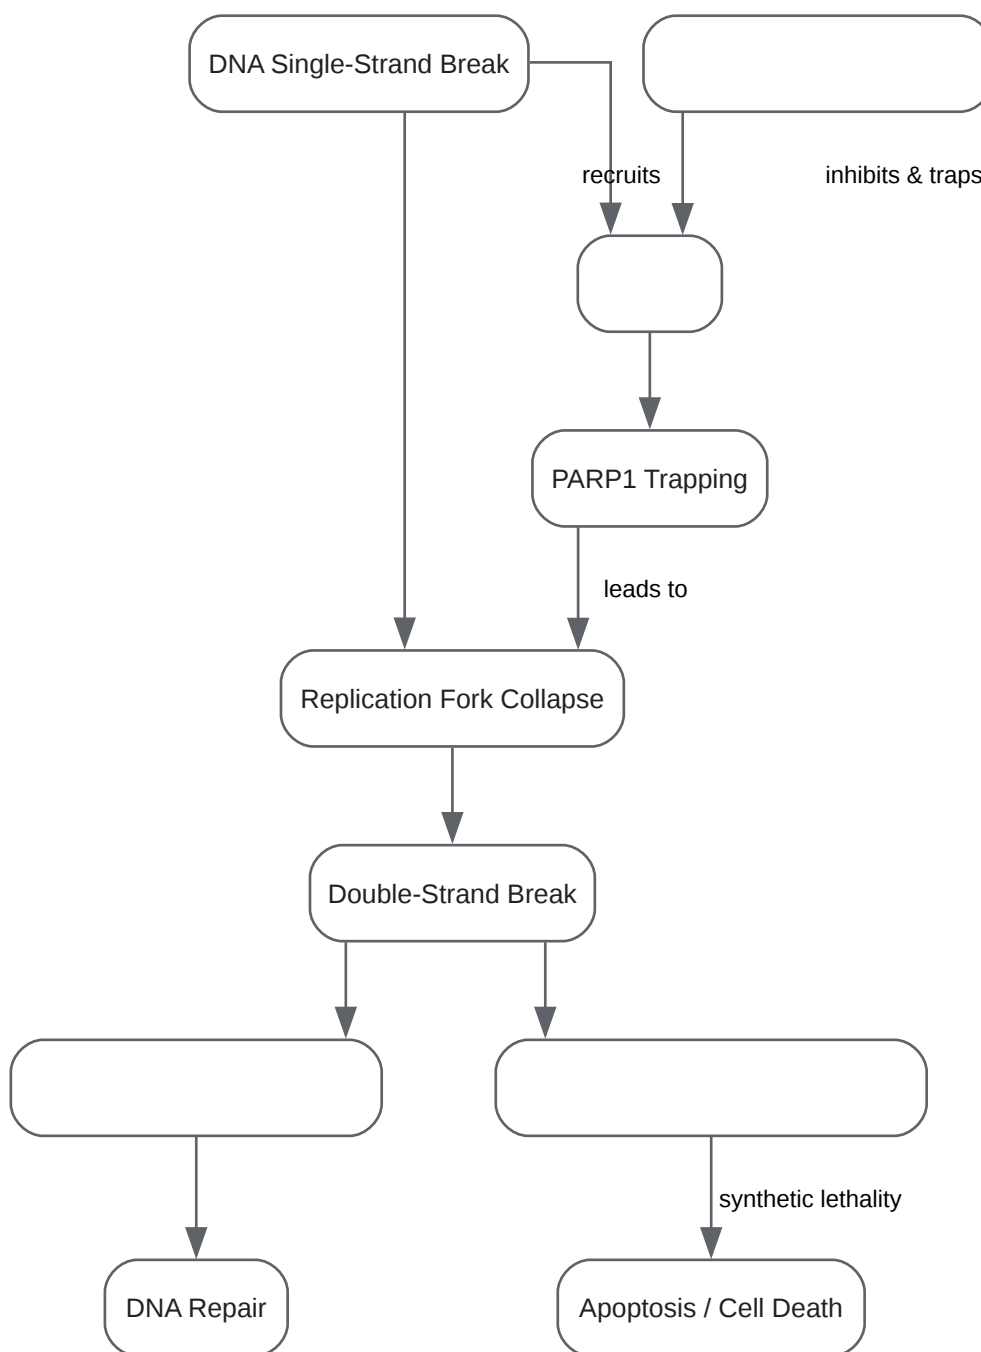 DNA Single-Strand Break
recruits
inhibits & traps
PARP1 Trapping
leads to
Replication Fork Collapse
Double-Strand Break
synthetic lethality
DNA Repair
Apoptosis / Cell Death